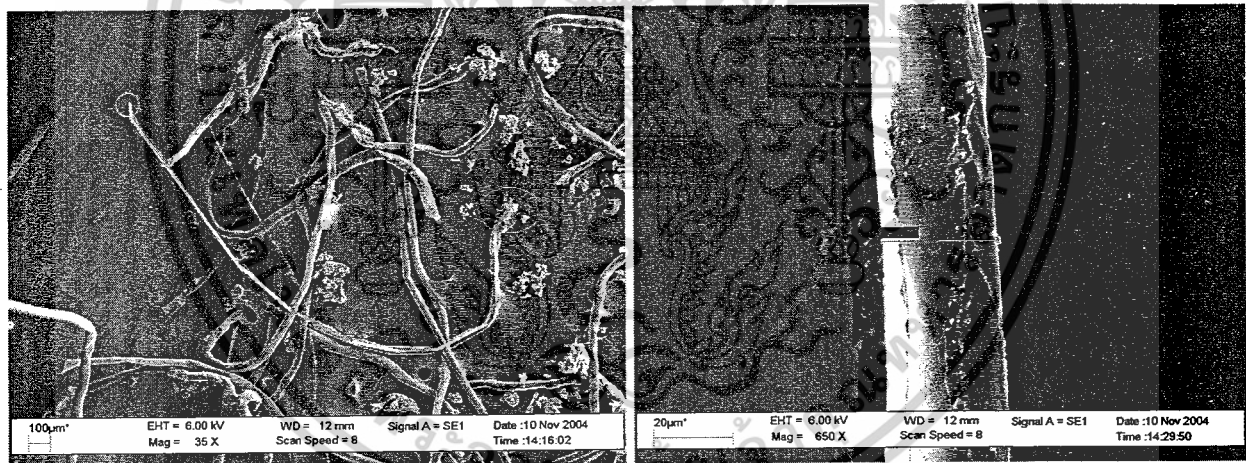 100µm* EHT = 6.00 kV WD = 12 mm Signal A = SE1 Date :10 Nov 2004
Mag = 35 X Scan Speed = 8 Time :14:16:02
20µm* EHT = 6.00 kV WD = 12 mm Signal A = SE1 Date :10 Nov 2004
Mag = 650 X Scan Speed = 8 Time :14:29:50